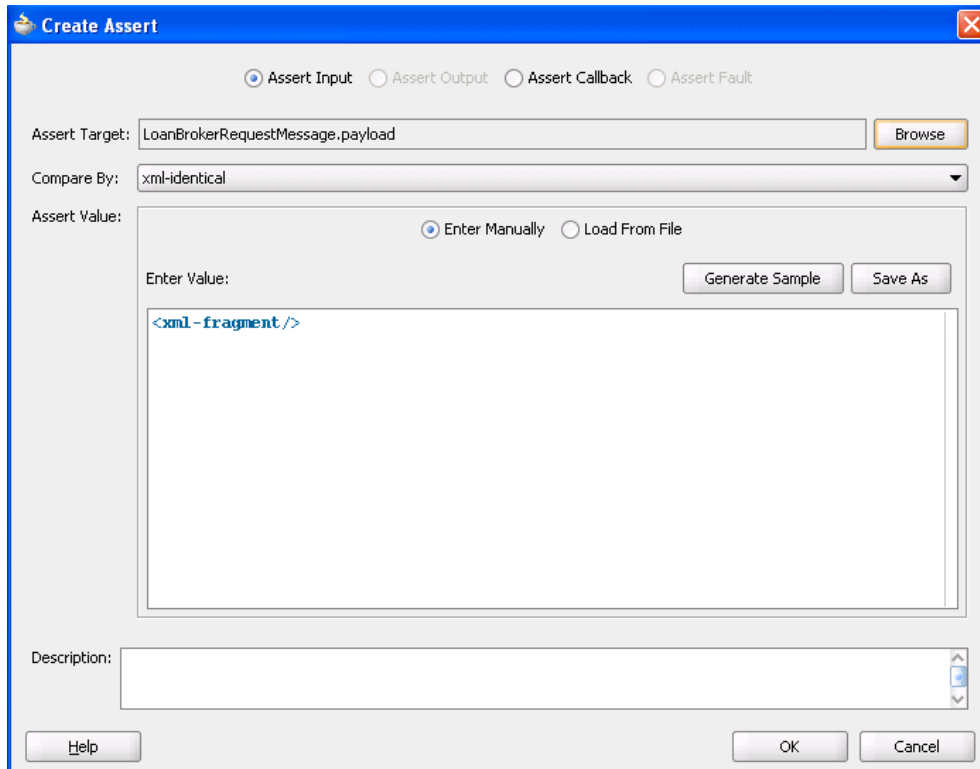 Create Assert
Assert Input Assert Output Assert Callback Assert Fault
Assert Target: LoanBrokerRequestMessage.payload Browse
Compare By: xml-identical
Assert Value:
Enter Manually Load From File
Enter Value: Generate Sample Save As
<xml-fragment/>
Description:
Help OK Cancel